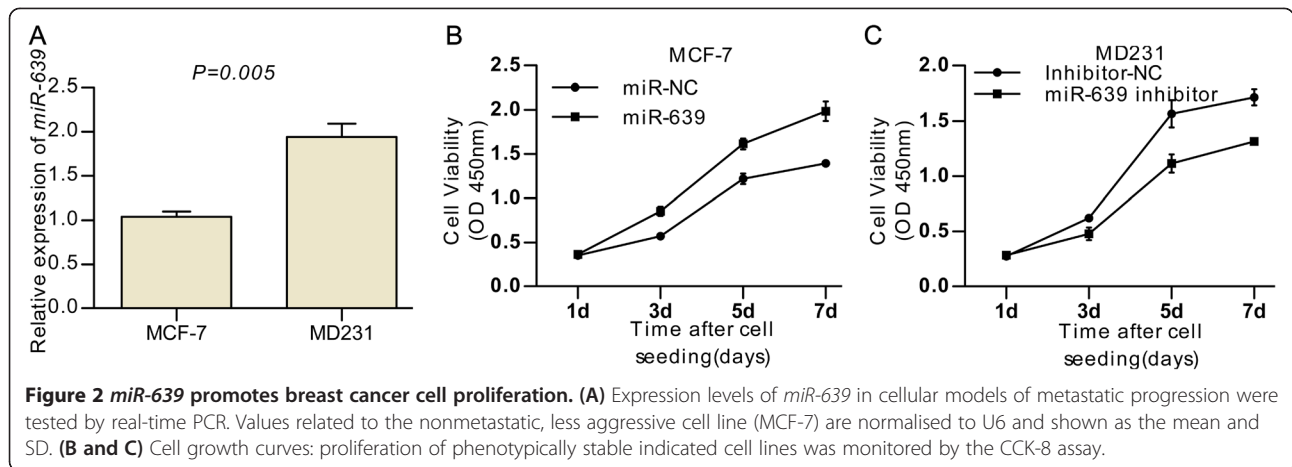 A
P=0.005
Relative expression of miR-639
2.5
2.0
1.5
1.0
0.5
0.0
MCF-7
MD231
B
MCF-7
miR-NC
miR-639
Cell Viability
(OD 450nm)
2.5
2.0
1.5
1.0
0.5
0.0
1d
3d
5d
7d
Time after cell
seeding(days)
C
MD231
Inhibitor-NC
miR-639 inhibitor
Cell Viability
(OD 450nm)
2.0
1.5
1.0
0.5
0.0
1d
3d
5d
7d
Time after cell
seeding(days)
Figure 2 miR-639 promotes breast cancer cell proliferation. (A) Expression levels of miR-639 in cellular models of metastatic progression were
tested by real-time PCR. Values related to the nonmetastatic, less aggressive cell line (MCF-7) are normalised to U6 and shown as the mean and
SD. (B and C) Cell growth curves: proliferation of phenotypically stable indicated cell lines was monitored by the CCK-8 assay.